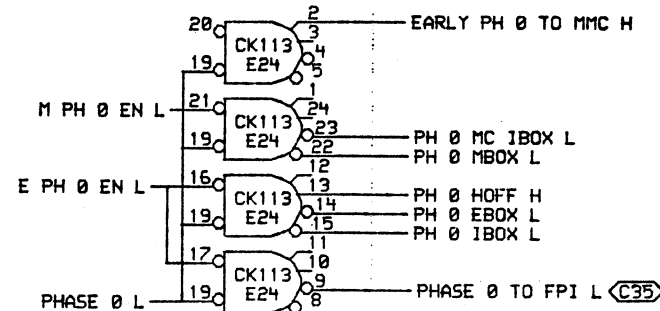 2 EARLY PH 0 TO MMC H
20 3
CK113 4
19 E24 5
M PH 0 EN L 21 1
CK113 24
23 PH 0 MC IBOX L
19 E24 22 PH 0 MBOX L
E PH 0 EN L 16 12
CK113 13 PH 0 HOFF H
14 PH 0 EBOX L
19 E24 15 PH 0 IBOX L
17 11
CK113 10
9 PHASE 0 TO FPI L C35
PHASE 0 L 19 E24 8